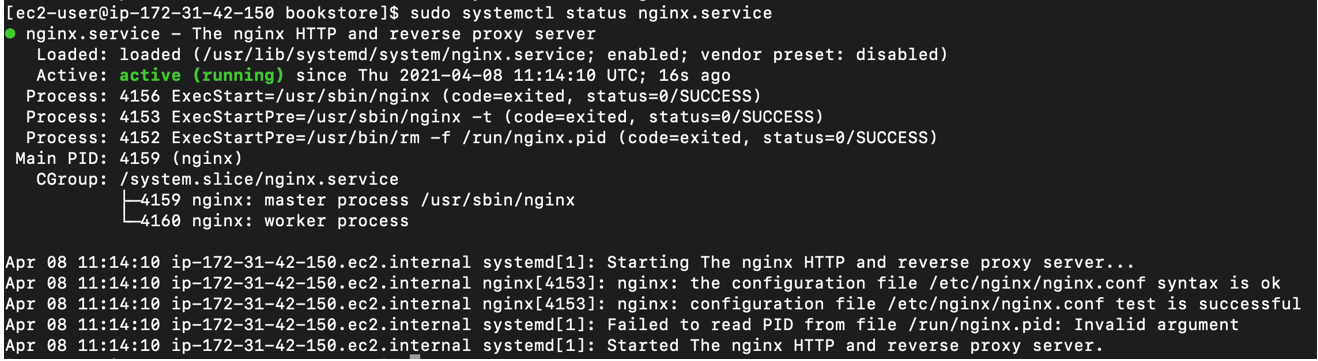 [ec2-user@ip-172-31-42-150 bookstore]$ sudo systemctl status nginx.service
● nginx.service - The nginx HTTP and reverse proxy server
   Loaded: loaded (/usr/lib/systemd/system/nginx.service; enabled; vendor preset: disabled)
   Active: active (running) since Thu 2021-04-08 11:14:10 UTC; 16s ago
  Process: 4156 ExecStart=/usr/sbin/nginx (code=exited, status=0/SUCCESS)
  Process: 4153 ExecStartPre=/usr/sbin/nginx -t (code=exited, status=0/SUCCESS)
  Process: 4152 ExecStartPre=/usr/bin/rm -f /run/nginx.pid (code=exited, status=0/SUCCESS)
 Main PID: 4159 (nginx)
   CGroup: /system.slice/nginx.service
           ├─4159 nginx: master process /usr/sbin/nginx
           └─4160 nginx: worker process

Apr 08 11:14:10 ip-172-31-42-150.ec2.internal systemd[1]: Starting The nginx HTTP and reverse proxy server...
Apr 08 11:14:10 ip-172-31-42-150.ec2.internal nginx[4153]: nginx: the configuration file /etc/nginx/nginx.conf syntax is ok
Apr 08 11:14:10 ip-172-31-42-150.ec2.internal nginx[4153]: nginx: configuration file /etc/nginx/nginx.conf test is successful
Apr 08 11:14:10 ip-172-31-42-150.ec2.internal systemd[1]: Failed to read PID from file /run/nginx.pid: Invalid argument
Apr 08 11:14:10 ip-172-31-42-150.ec2.internal systemd[1]: Started The nginx HTTP and reverse proxy server.